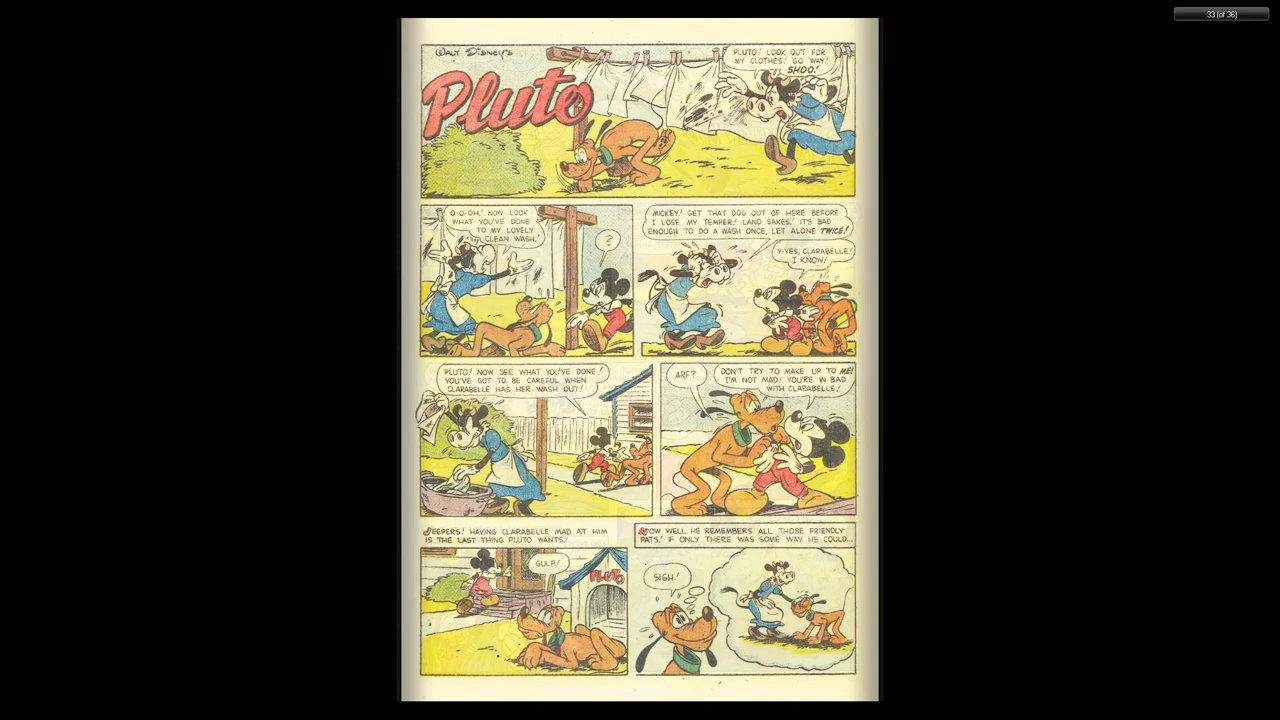 33 (of 36)
WALT DISNEY'S
Pluto
PLUTO! LOOK OUT FOR
MY CLOTHES! GO 'WAY!
SHOO!
O-O-OH! NOW LOOK
WHAT YOU'VE DONE
TO MY LOVELY
CLEAN WASH!
?
MICKEY! GET THAT DOG OUT OF HERE BEFORE
I LOSE MY TEMPER! LAND SAKES! IT'S BAD
ENOUGH TO DO A WASH ONCE, LET ALONE TWICE!
Y-YES, CLARABELLE!
I KNOW!
PLUTO! NOW SEE WHAT YOU'VE DONE!
YOU'VE GOT TO BE CAREFUL WHEN
CLARABELLE HAS HER WASH OUT!
ARF?
DON'T TRY TO MAKE UP TO ME!
I'M NOT MAD! YOU'RE IN BAD
WITH CLARABELLE!
JEEPERS! HAVING CLARABELLE MAD AT HIM
IS THE LAST THING PLUTO WANTS!
GULP!
PLUTO
HOW WELL HE REMEMBERS ALL THOSE FRIENDLY
PATS! IF ONLY THERE WAS SOME WAY HE COULD...
SIGH!